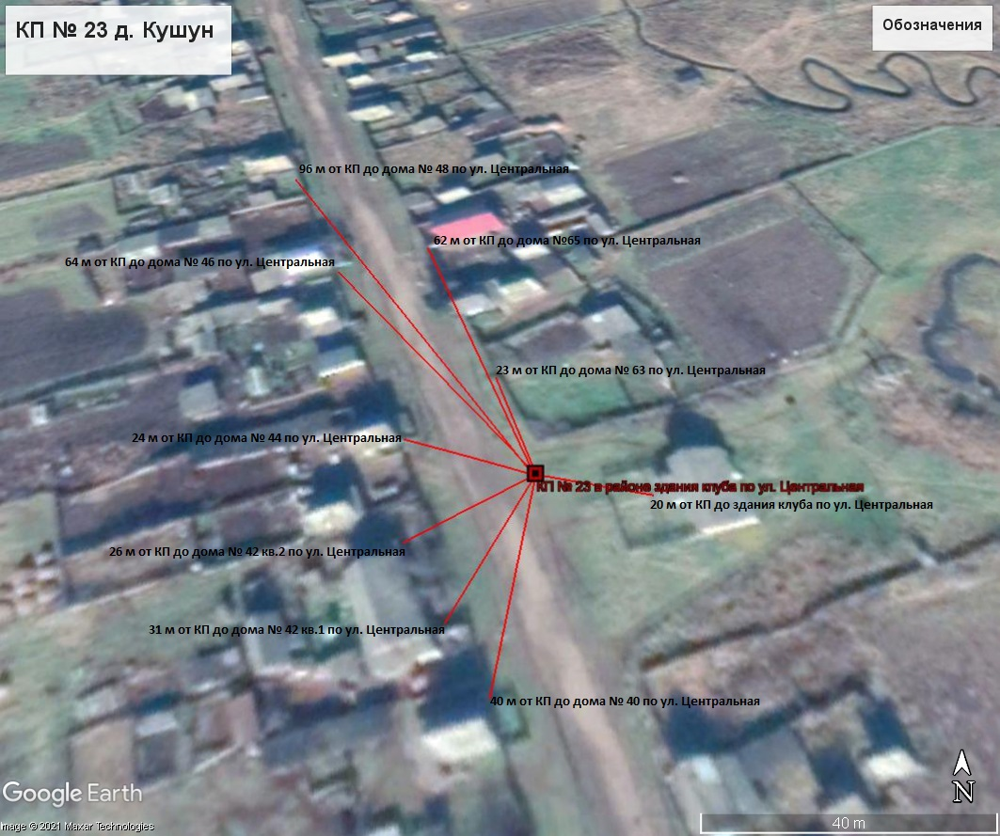 КП № 23 д. Кушун
Обозначения
96 м от КП до дома № 48 по ул. Центральная
62 м от КП до дома №65 по ул. Центральная
64 м от КП до дома № 46 по ул. Центральная
23 м от КП до дома № 63 по ул. Центральная
24 м от КП до дома № 44 по ул. Центральная
КП № 23 в районе здания клуба по ул. Центральная
20 м от КП до здания клуба по ул. Центральная
26 м от КП до дома № 42 кв.2 по ул. Центральная
31 м от КП до дома № 42 кв.1 по ул. Центральная
40 м от КП до дома № 40 по ул. Центральная
N
Google Earth
mage © 2021 Maxar Technologies
40 m